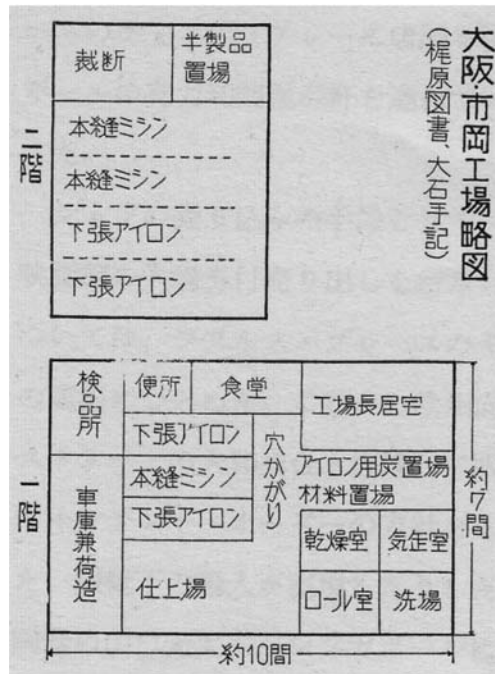 大阪・市岡工場略図
(梶原図書、大石手記)
二階
裁断
半製品
置場
本縫ミシン
本縫ミシン
下張アイロン
下張アイロン
一階
検品所
便所
食堂
工場長居宅
下張アイロン
穴かがり
アイロン用炭置場
材料置場
本縫ミシン
下張アイロン
車庫兼荷造
仕上場
乾燥室
気缶室
ロール室
洗場
約7間
約10間